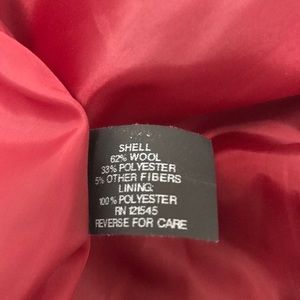 SHELL
62% WOOL
33% POLYESTER
5% OTHER FIBERS
LINING:
100% POLYESTER
RN 121545
REVERSE FOR CARE